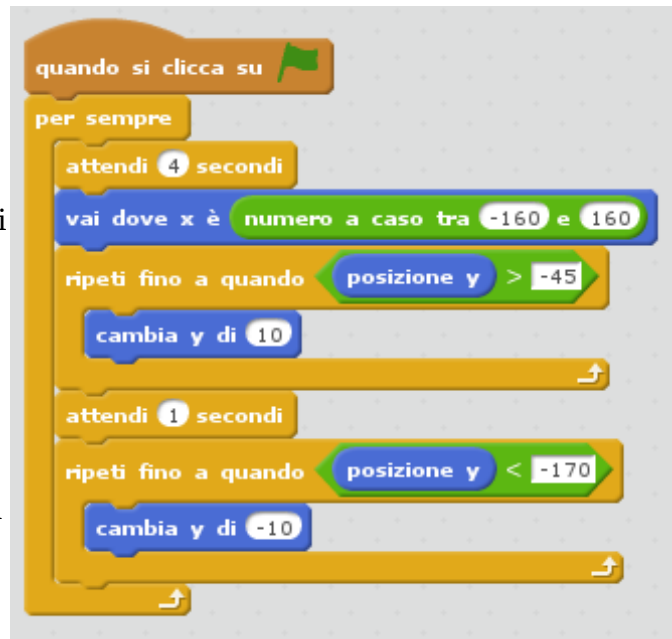 quando si clicca su
per sempre
attendi 4 secondi
vai dove x è numero a caso tra -160 e 160
i
ripeti fino a quando posizione y > -45
cambia y di 10
attendi 1 secondi
ripeti fino a quando posizione y < -170
cambia y di -10